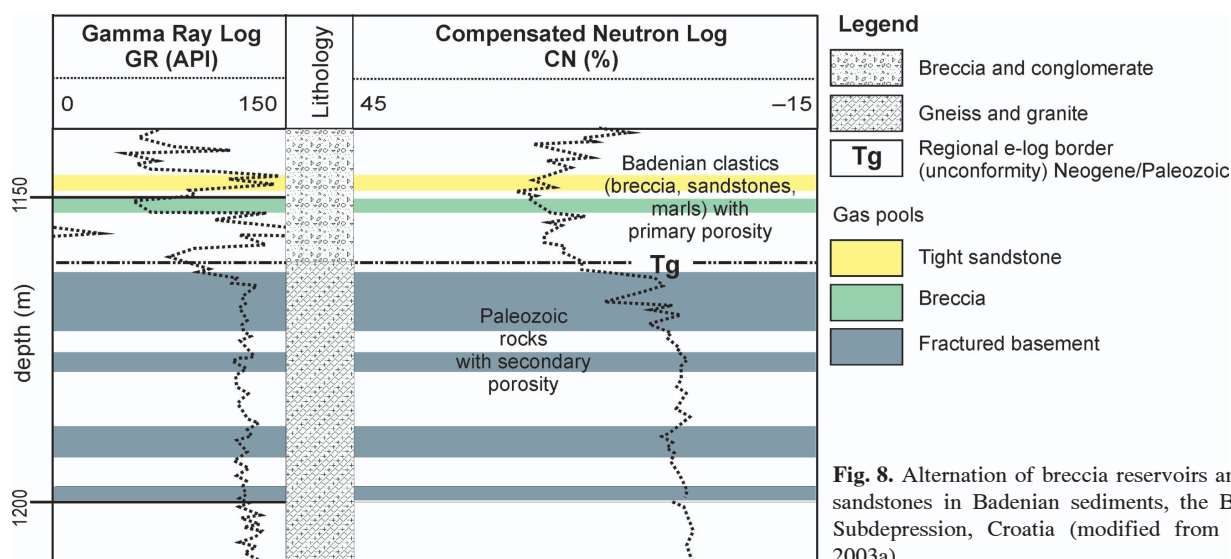 Gamma Ray Log
GR (API)
0 150
Lithology
Compensated Neutron Log
CN (%)
45 –15
1150
depth (m)
1200
Badenian clastics
(breccia, sandstones,
marls) with
primary porosity
Tg
Paleozoic
rocks
with secondary
porosity
Legend
Breccia and conglomerate
Gneiss and granite
Tg Regional e-log border
(unconformity) Neogene/Paleozoic
Gas pools
Tight sandstone
Breccia
Fractured basement
Fig. 8. Alternation of breccia reservoirs an
sandstones in Badenian sediments, the B
Subdepression, Croatia (modified from
2003a)